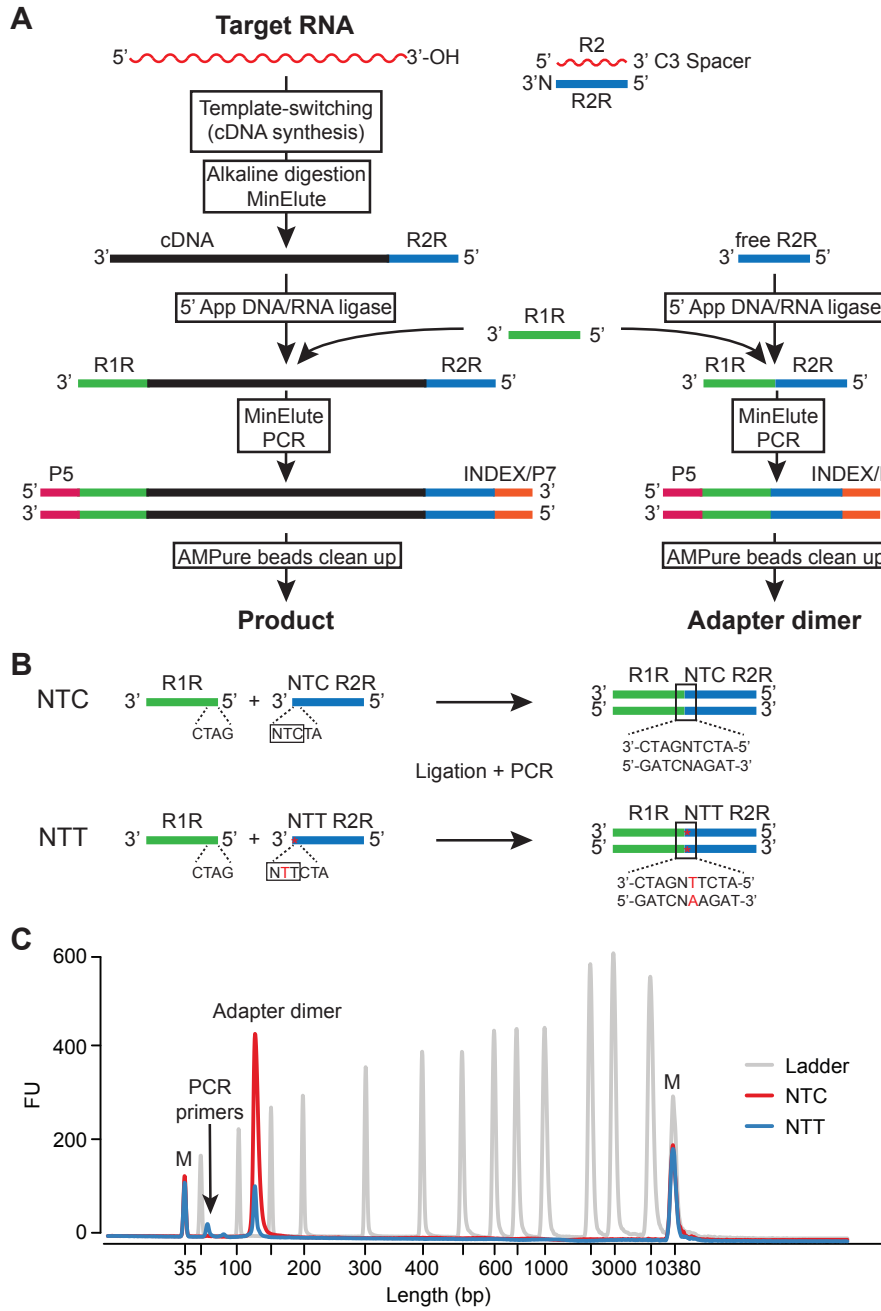 A
Target RNA
5’ 3’-OH
R2
5’ 3’ C3 Spacer
3’N 5’
R2R
Template-switching
(cDNA synthesis)
Alkaline digestion
MinElute
cDNA R2R
3’ 5’
free R2R
3’ 5’
5’ App DNA/RNA ligase
R1R
3’ 5’
5’ App DNA/RNA ligase
R1R R2R
3’ 5’
R1R R2R
3’ 5’
MinElute
PCR
MinElute
PCR
P5 INDEX/P7
5’ 3’
3’ 5’
P5 INDEX/
5’
3’
AMPure beads clean up
AMPure beads clean up
Product
Adapter dimer
B
NTC
R1R
3’ 5’
CTAG
+
NTC R2R
3’ 5’
NTCTA
R1R NTC R2R
3’ 5’
5’ 3’
3’-CTAGNTCTA-5’
5’-GATCNAGAT-3’
Ligation + PCR
NTT
R1R
3’ 5’
CTAG
+
NTT R2R
3’ 5’
NTTCTA
R1R NTT R2R
3’ 5’
5’ 3’
3’-CTAGNTTCTA-5’
5’-GATCNAAGAT-3’
C
600
400
200
0
FU
Adapter dimer
PCR
primers
M
M
Ladder
NTC
NTT
35 100 200 300 400 600 1000 3000 10380
Length (bp)